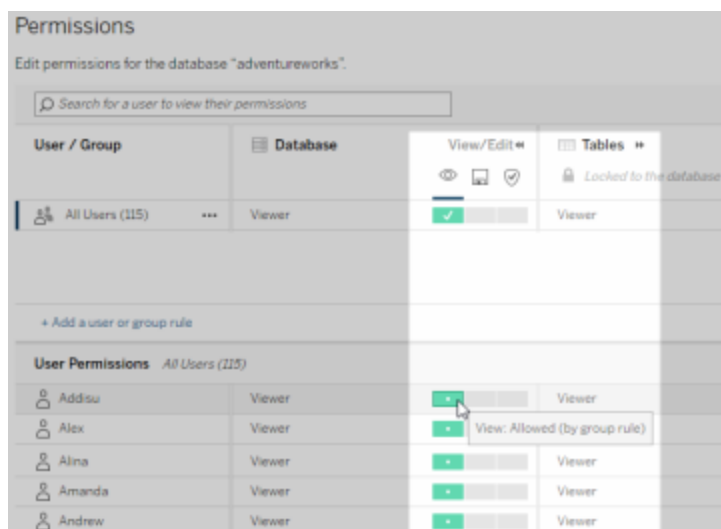 Permissions
Edit permissions for the database "adventureworks".
Search for a user to view their permissions
User / Group Database View/Edit Tables
Locked to the database
All Users (115) ••• Viewer Viewer
+ Add a user or group rule
User Permissions All Users (115)
Addisu Viewer Viewer
View: Allowed (by group rule)
Alex Viewer
Alina Viewer Viewer
Amanda Viewer Viewer
Andrew Viewer Viewer